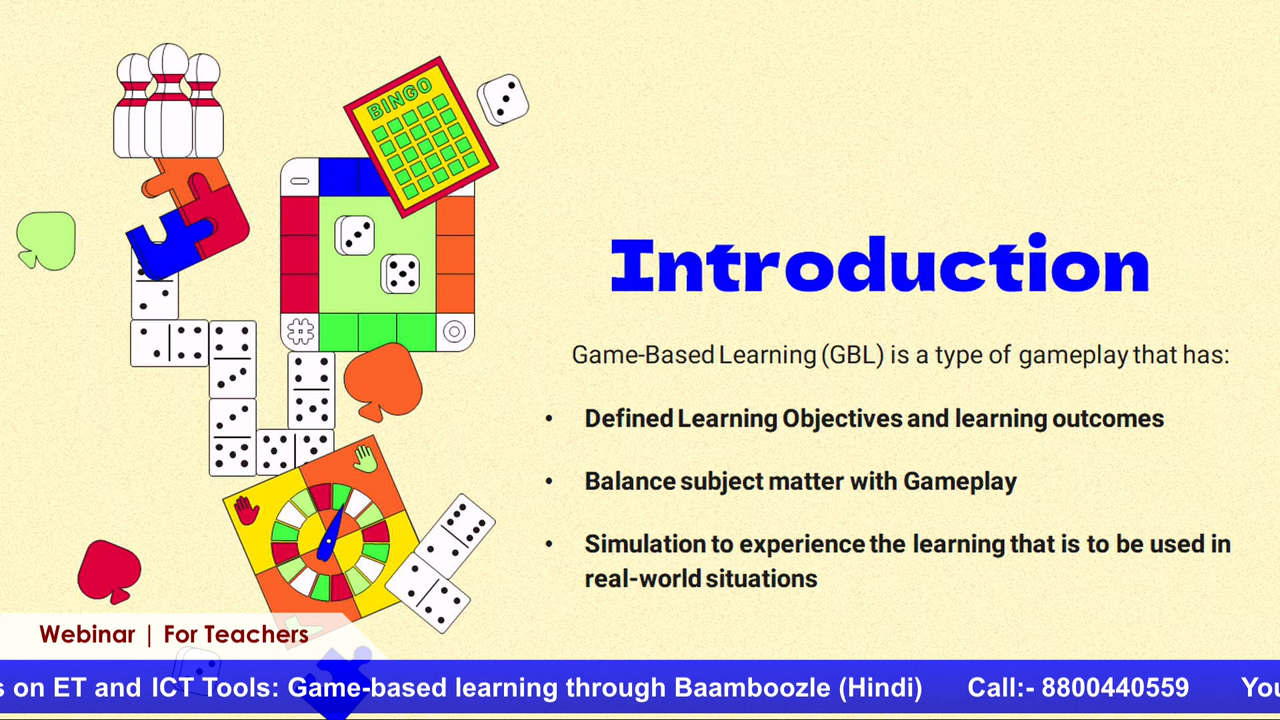 BINGO
Introduction
Game-Based Learning (GBL) is a type of gameplay that has:
• Defined Learning Objectives and learning outcomes
• Balance subject matter with Gameplay
• Simulation to experience the learning that is to be used in
real-world situations
Webinar | For Teachers
on ET and ICT Tools: Game-based learning through Baamboozle (Hindi) Call:- 8800440559